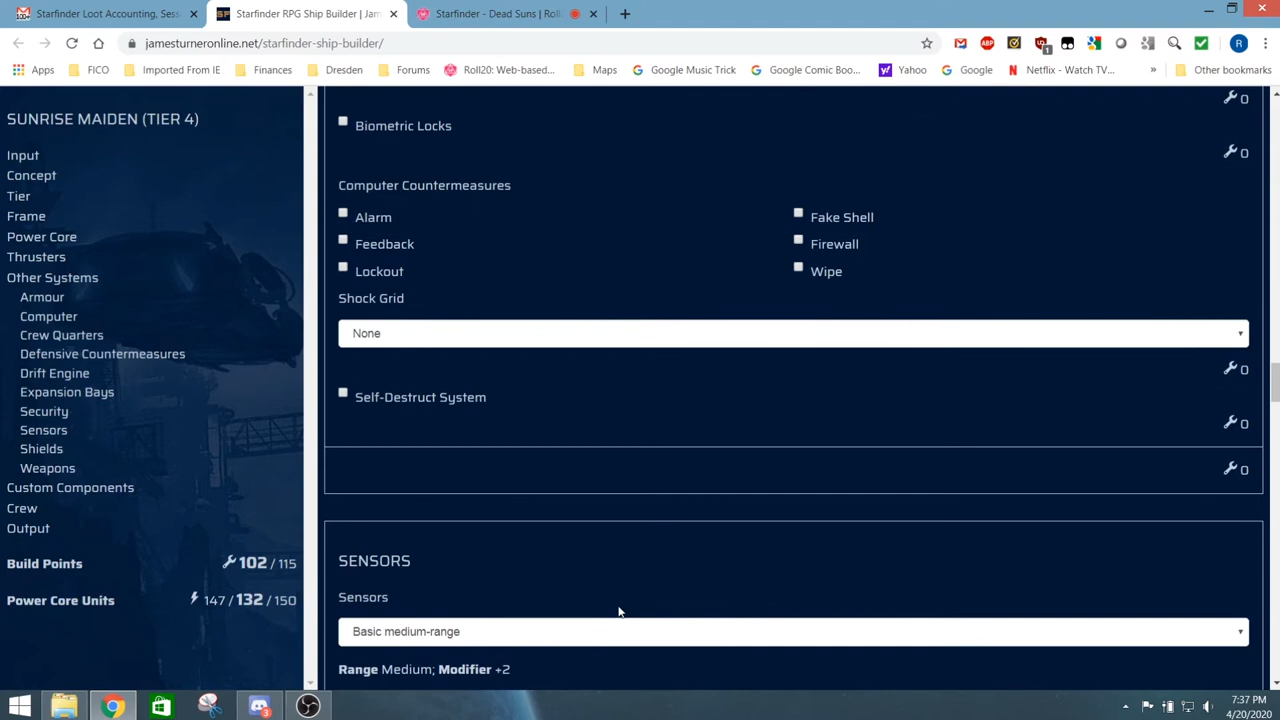 Starfinder Loot Accounting, Sess
Starfinder RPG Ship Builder | Jam
Starfinder - Dead Suns | Roll
jamesturneronline.net/starfinder-ship-builder/
Apps
FICO
Imported From IE
Finances
Dresden
Forums
Roll20: Web-based...
Maps
Google Music Trick
Google Comic Boo...
Yahoo
Google
Netflix - Watch TV...
»
Other bookmarks
SUNRISE MAIDEN (TIER 4)
Input
Concept
Tier
Frame
Power Core
Thrusters
Other Systems
Armour
Computer
Crew Quarters
Defensive Countermeasures
Drift Engine
Expansion Bays
Security
Sensors
Shields
Weapons
Custom Components
Crew
Output
Build Points 102 / 115
Power Core Units 147 / 132 / 150
0
Biometric Locks
0
Computer Countermeasures
Alarm
Fake Shell
Feedback
Firewall
Lockout
Wipe
Shock Grid
None
0
Self-Destruct System
0
0
SENSORS
Sensors
Basic medium-range
Range Medium; Modifier +2
7:37 PM
4/20/2020